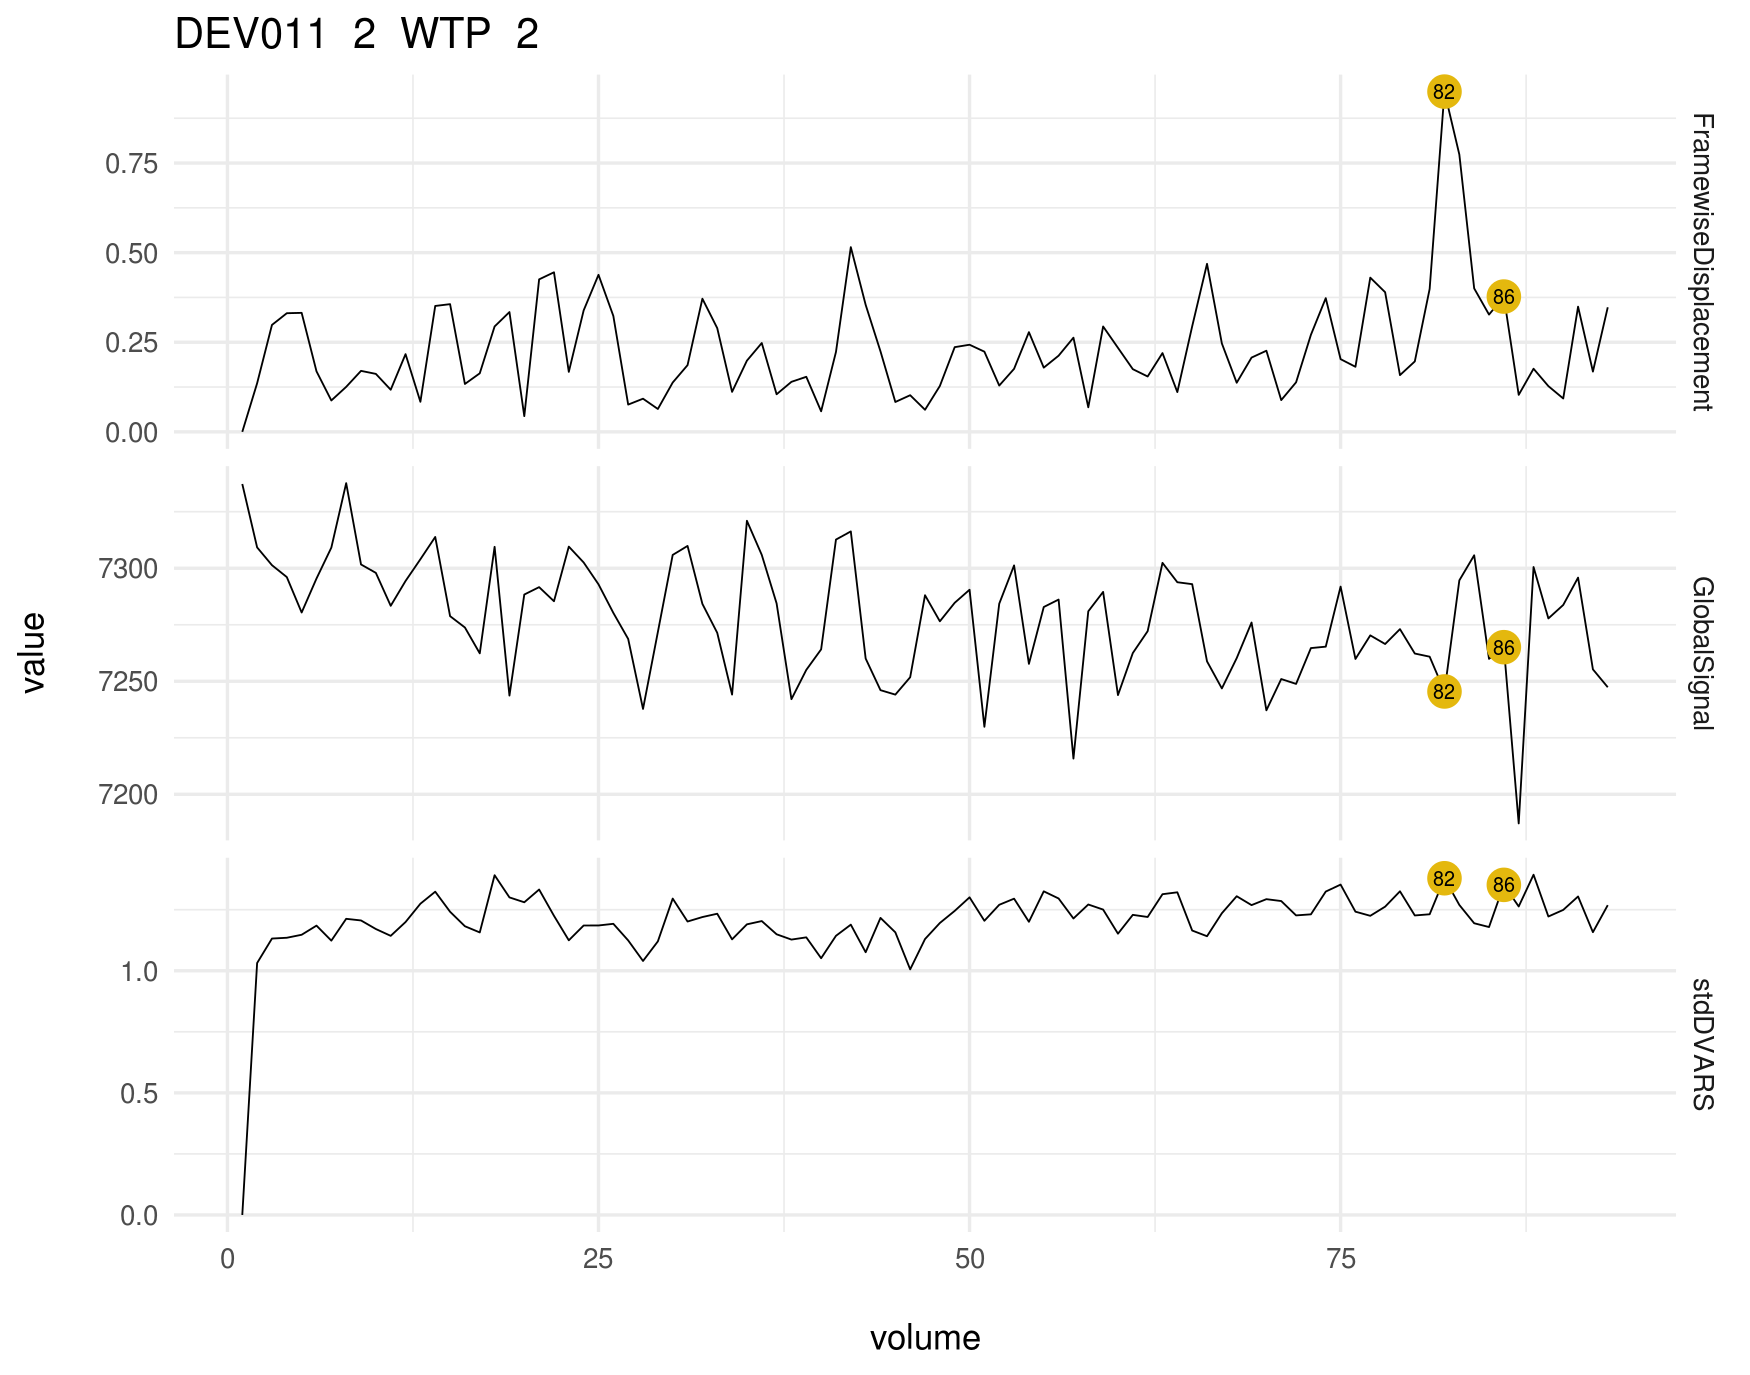 DEV011 2 WTP 2
82
0.75
0.50
86
0.25
0.00
FramewiseDisplacement
7300
86
7250
82
7200
GlobalSignal
value
82
86
1.0
0.5
0.0
stdDVARS
0 25 50 75
volume